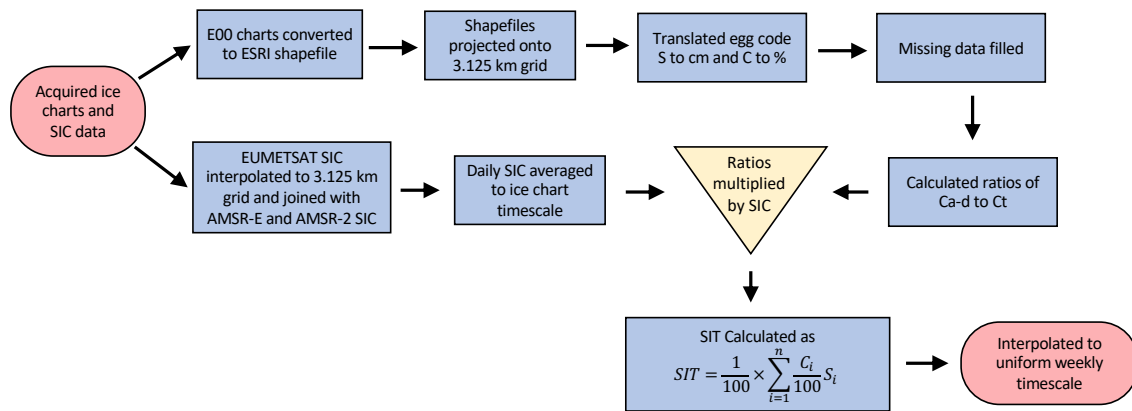 Acquired ice
charts and
SIC data
E00 charts converted
to ESRI shapefile
Shapefiles
projected onto
3.125 km grid
Translated egg code
S to cm and C to %
Missing data filled
EUMETSAT SIC
interpolated to 3.125 km
grid and joined with
AMSR-E and AMSR-2 SIC
Daily SIC averaged
to ice chart
timescale
Ratios
multiplied
by SIC
Calculated ratios of
Ca-d to Ct
SIT Calculated as
SIT = \frac{1}{100} × \sum_{i=1}^{n} \frac{C_i}{100} S_i
Interpolated to
uniform weekly
timescale